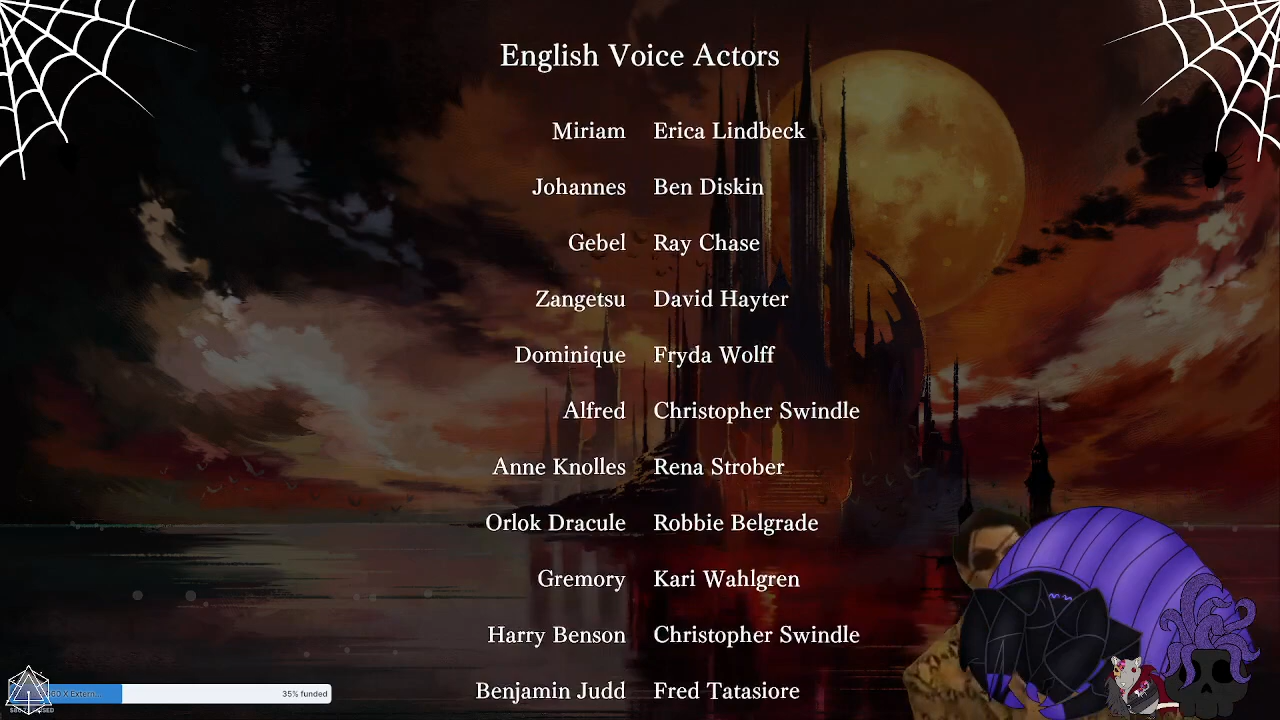 English Voice Actors
Miriam Erica Lindbeck
Johannes Ben Diskin
Gebel Ray Chase
Zangetsu David Hayter
Dominique Fryda Wolff
Alfred Christopher Swindle
Anne Knolles Rena Strober
Orlok Dracule Robbie Belgrade
Gremory Kari Wahlgren
Harry Benson Christopher Swindle
Benjamin Judd Fred Tatasiore
35% funded